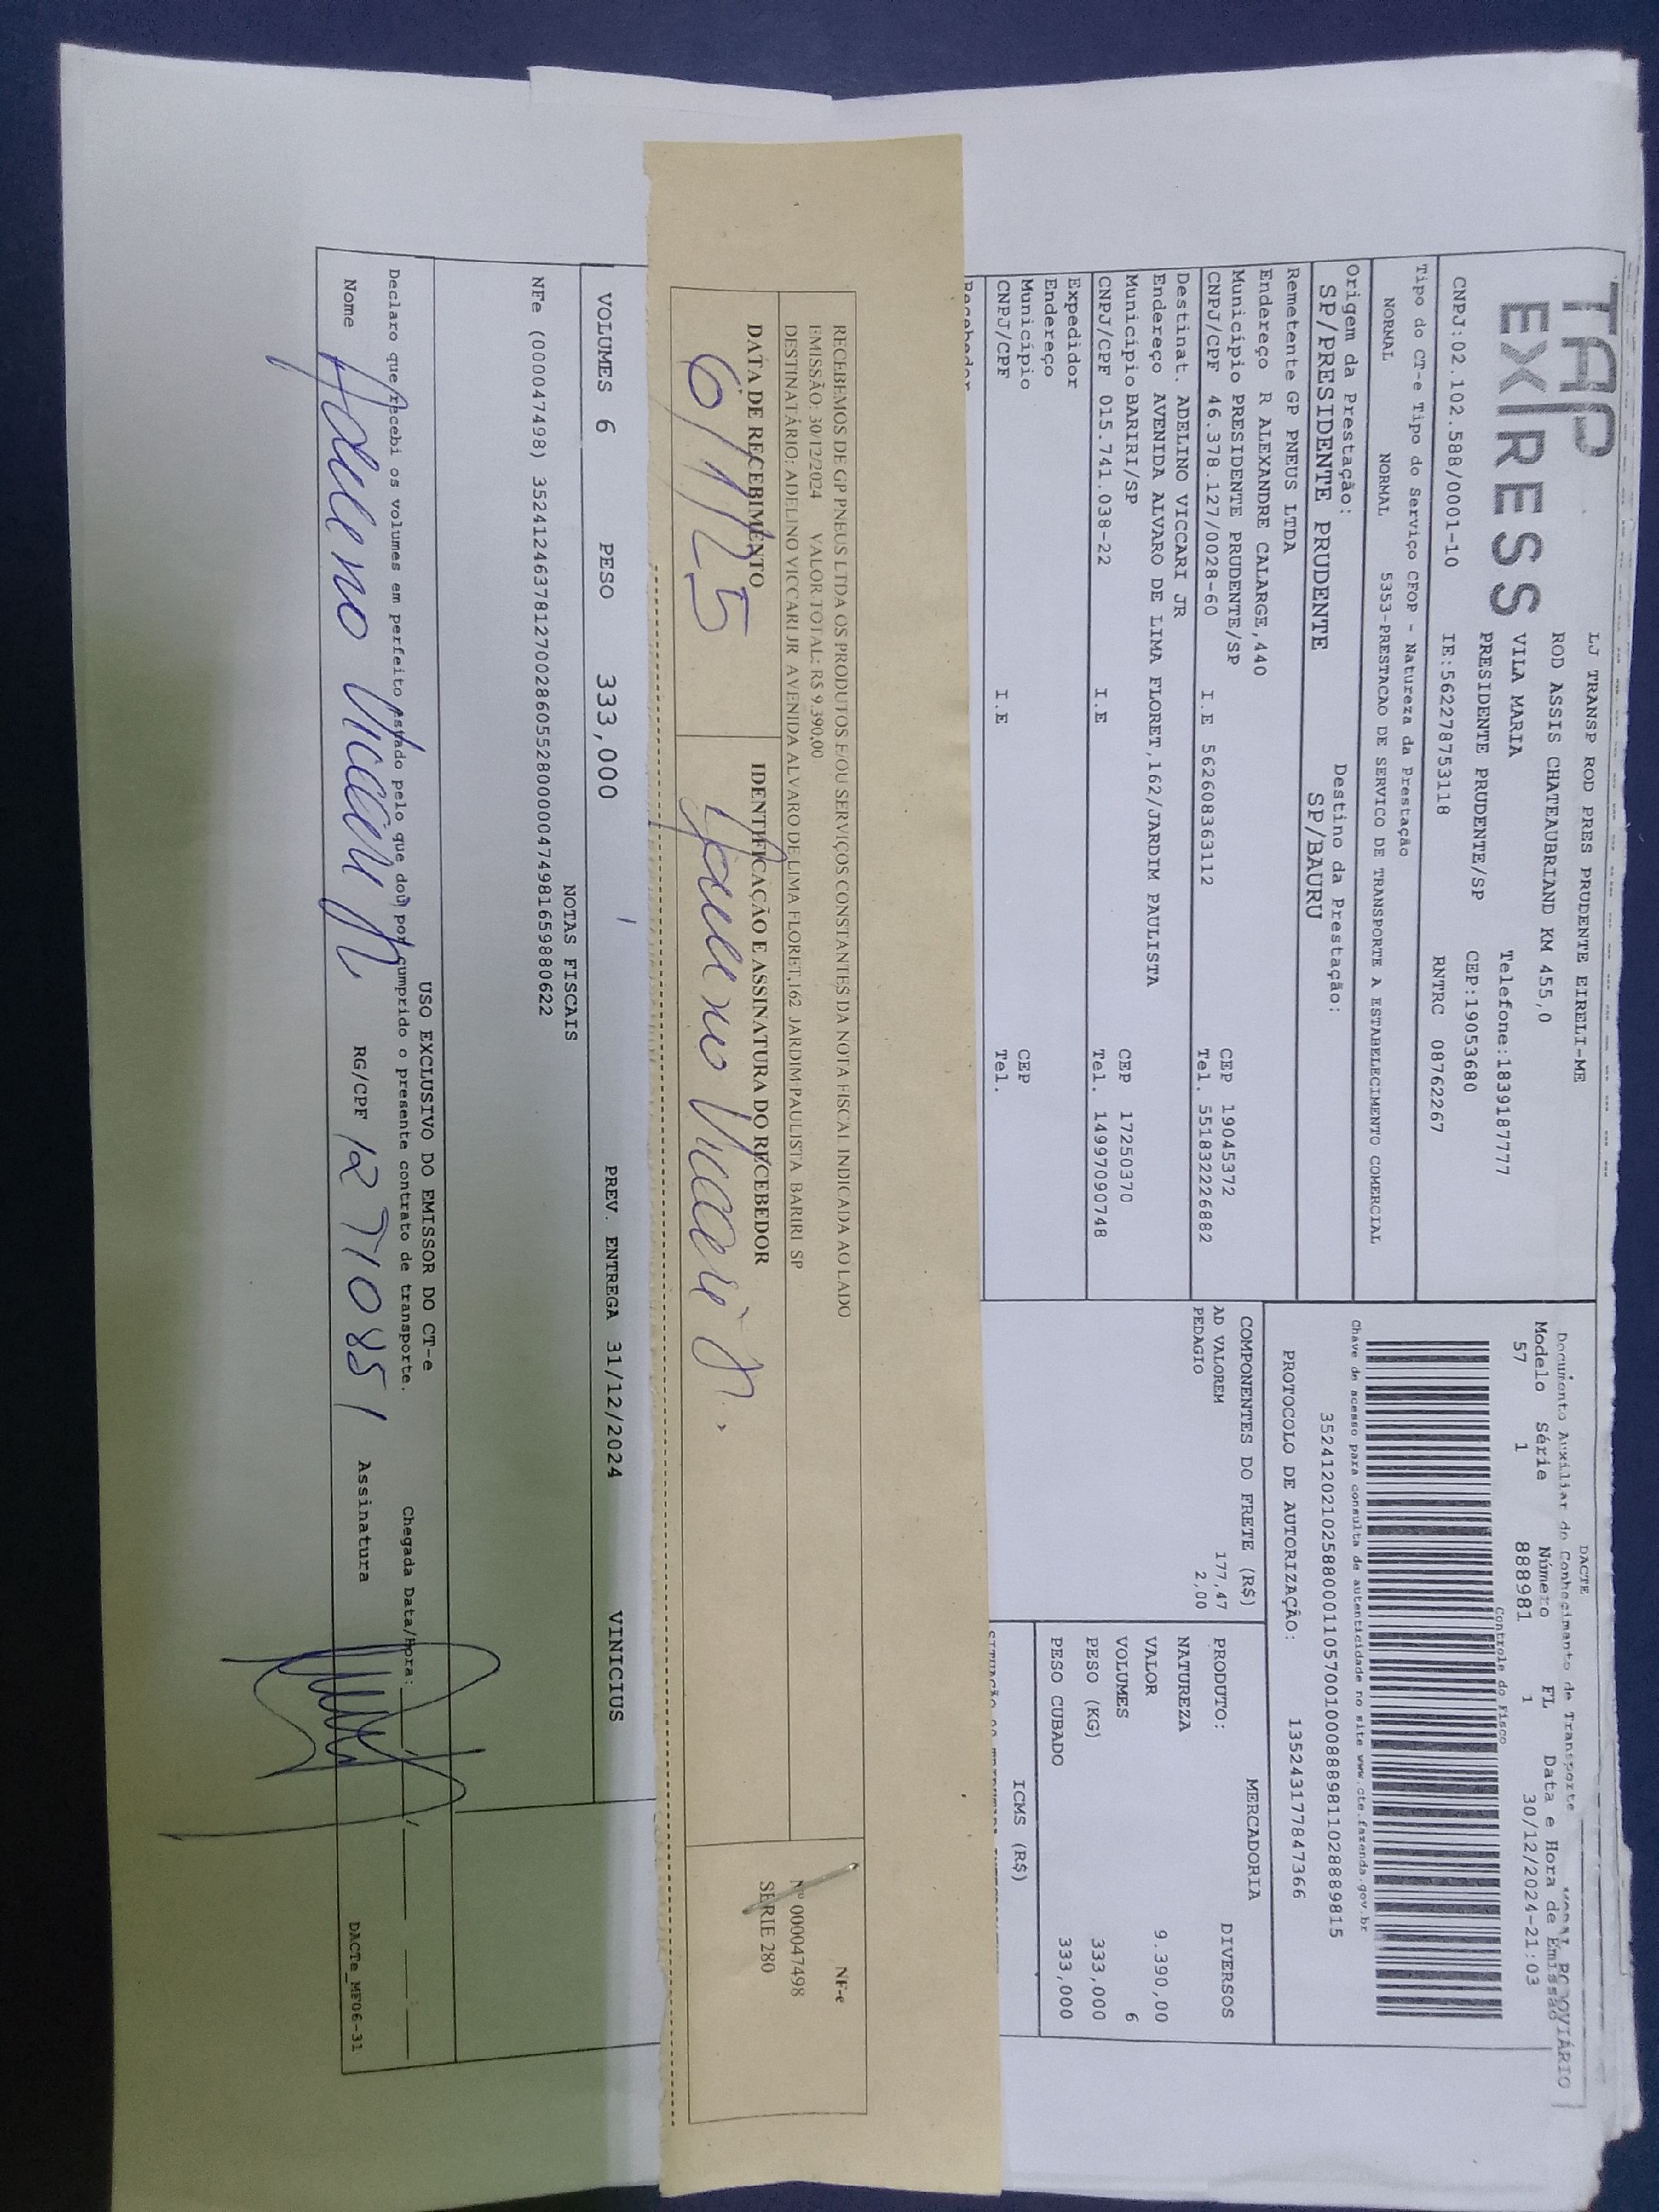 TAP
EXPRESS
LJ TRANSP ROD PRES PRUDENTE EIRELI-ME
ROD ASSIS CHATEAUBRIAND KM 455,0
VILA MARIA Telefone:1839187777
PRESIDENTE PRUDENTE/SP CEP:19053680
CNPJ:02.102.588/0001-10 IE:562278753118 RNTRC 08762267
Tipo do CT-e Tipo do Serviço CFOP - Natureza da Prestação
NORMAL NORMAL 5353-PRESTACAO DE SERVICO DE TRANSPORTE A ESTABELECIMENTO COMERCIAL
Origem da Prestação: Destino da Prestação:
SP/PRESIDENTE PRUDENTE SP/BAURU
Remetente GP PNEUS LTDA
Endereço R ALEXANDRE CALARGE,440
Município PRESIDENTE PRUDENTE/SP CEP 19045372
CNPJ/CPF 46.378.127/0028-60 I.E 562608363112 Tel. 551832226882
Destinat. ADELINO VICCARI JR
Endereço AVENIDA ALVARO DE LIMA FLORET,162/JARDIM PAULISTA
Município BARIRI/SP CEP 17250370
CNPJ/CPF 015.741.038-22 I.E Tel. 14997090748
Expedidor
Endereço
Município CEP
CNPJ/CPF I.E Tel.
Recebedor
DACTE
Documento Auxiliar do Conhecimento de Transporte MODAL RODOVIÁRIO
Modelo Série Número FL Data e Hora de Emissão
57 1 888981 1 30/12/2024-21:03
Controle do Fisco
Chave de acesso para consulta de autenticidade no site www.cte.fazenda.gov.br
35241202102588000110570010008889811028889815
PROTOCOLO DE AUTORIZAÇÃO: 135243177847366
COMPONENTES DO FRETE (R$)
AD VALOREM 177,47
PEDAGIO 2,00
MERCADORIA
PRODUTO: DIVERSOS
NATUREZA
VALOR 9.390,00
VOLUMES 6
PESO (KG) 333,000
PESO CUBADO 333,000
ICMS (R$)
RECEBEMOS DE GP PNEUS LTDA OS PRODUTOS E/OU SERVIÇOS CONSTANTES DA NOTA FISCAL INDICADA AO LADO
EMISSÃO: 30/12/2024 VALOR TOTAL: R$ 9.390,00
DESTINATÁRIO: ADELINO VICCARI JR AVENIDA ALVARO DE LIMA FLORET,162 JARDIM PAULISTA BARIRI SP
DATA DE RECEBIMENTO IDENTIFICAÇÃO E ASSINATURA DO RECEBEDOR
6/1/25 Adelino Viccari Jr.
NF-e
Nº 000047498
SERIE 280
VOLUMES 6 PESO 333,000 PREV. ENTREGA 31/12/2024 VINICIUS
NOTAS FISCAIS
NFe (000047498) 35241246378127002860552800000474981659880622
USO EXCLUSIVO DO EMISSOR DO CT-e
Declaro que recebi os volumes em perfeito estado pelo que dou por cumprido o presente contrato de transporte. Chegada Data/Hora: / 
Nome Adelino Viccari Jr. RG/CPF 12 710 851 Assinatura
DACTe_MF06-31